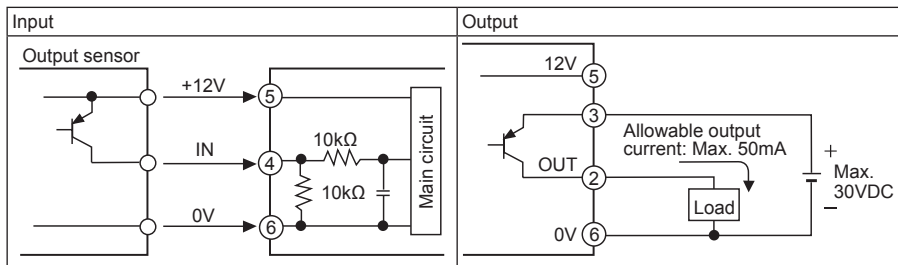 Input
Output sensor
+12V
5
10kΩ
IN
4
10kΩ
0V
6
Main circuit
Output
12V
5
3
Allowable output
current: Max. 50mA
OUT
2
Load
+
Max.
30VDC
−
0V
6